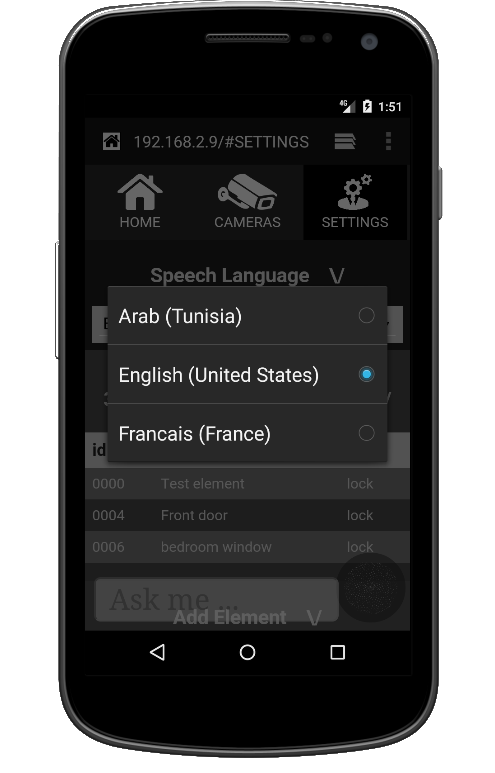 4G 1:51
192.168.2.9/#SETTINGS
HOME CAMERAS SETTINGS
Speech Language V
Arab (Tunisia)
English (United States)
Francais (France)
id
0000 Test element lock
0004 Front door lock
0006 bedroom window lock
Ask me ...
Add Element V